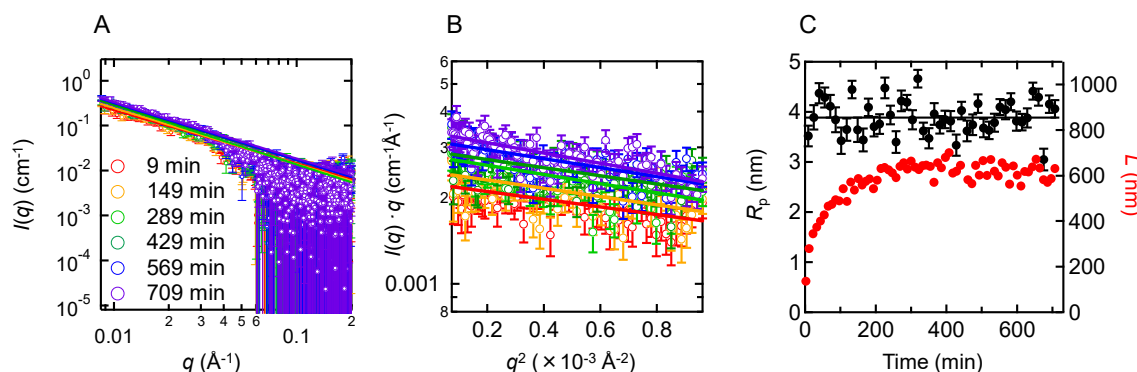 A
B
C
10⁰
10⁻¹
10⁻²
10⁻³
10⁻⁴
10⁻⁵
I(q) (cm⁻¹)
9 min
149 min
289 min
429 min
569 min
709 min
2 3 4 5 6 2
0.01 0.1
q (Å⁻¹)
I(q) · q (cm⁻¹Å⁻¹)
6
5
4
3
2
0.001
8
0.2 0.4 0.6 0.8
q² ( × 10⁻³ Å⁻²)
Rp (nm)
5
4
3
2
1
0
0 200 400 600
Time (min)
1000
800
600
400
200
0
L (nm)